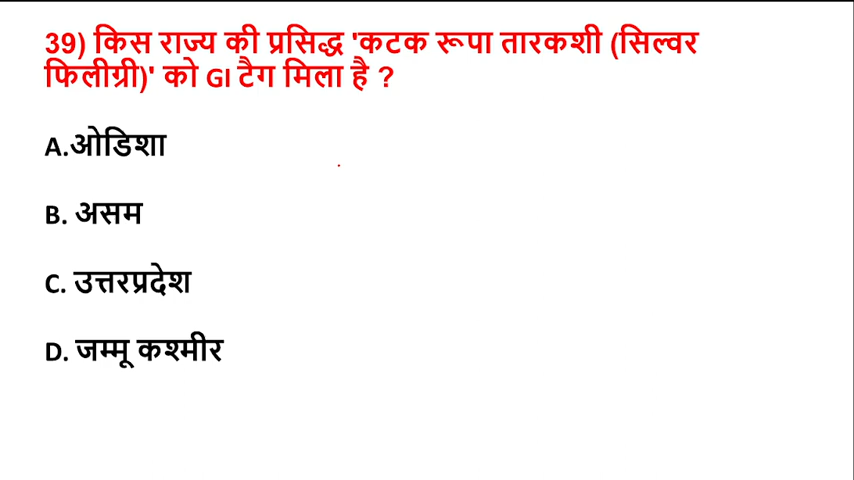 39) किस राज्य की प्रसिद्ध 'कटक रूपा तारकशी (सिल्वर
फिलीग्री)' को GI टैग मिला है ?
A.ओडिशा
B. असम
C. उत्तरप्रदेश
D. जम्मू कश्मीर